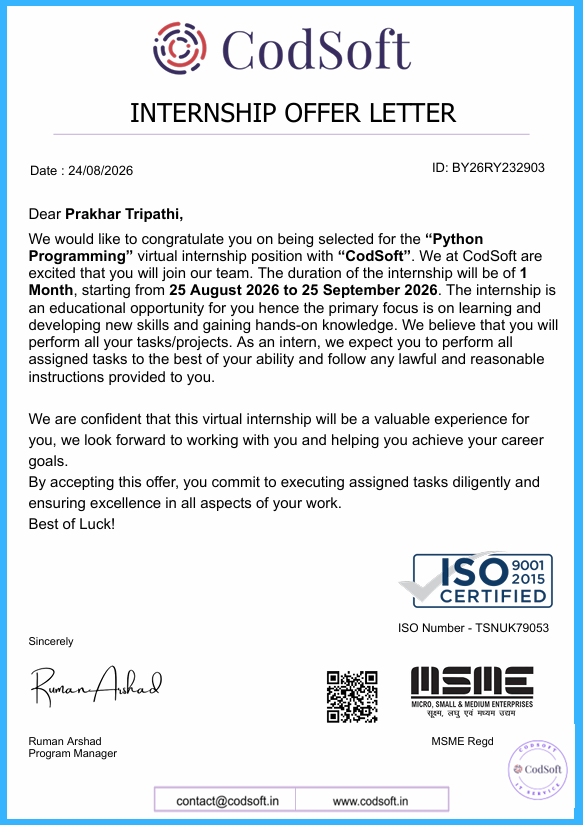 CodSoft
INTERNSHIP OFFER LETTER
Date : 24/08/2026
ID: BY26RY232903
Dear Prakhar Tripathi,
We would like to congratulate you on being selected for the “Python
Programming” virtual internship position with “CodSoft”. We at CodSoft are
excited that you will join our team. The duration of the internship will be of 1
Month, starting from 25 August 2026 to 25 September 2026. The internship is
an educational opportunity for you hence the primary focus is on learning and
developing new skills and gaining hands-on knowledge. We believe that you will
perform all your tasks/projects. As an intern, we expect you to perform all
assigned tasks to the best of your ability and follow any lawful and reasonable
instructions provided to you.
We are confident that this virtual internship will be a valuable experience for
you, we look forward to working with you and helping you achieve your career
goals.
By accepting this offer, you commit to executing assigned tasks diligently and
ensuring excellence in all aspects of your work.
Best of Luck!
ISO 9001
2015
CERTIFIED
ISO Number - TSNUK79053
Sincerely
Ruman Arshad
MSME
MICRO, SMALL & MEDIUM ENTERPRISES
सूक्ष्म, लघु एवं मध्यम उद्यम
Ruman Arshad
Program Manager
MSME Regd
CODSOFT
CodSoft
IT SERVICE
contact@codsoft.in
www.codsoft.in